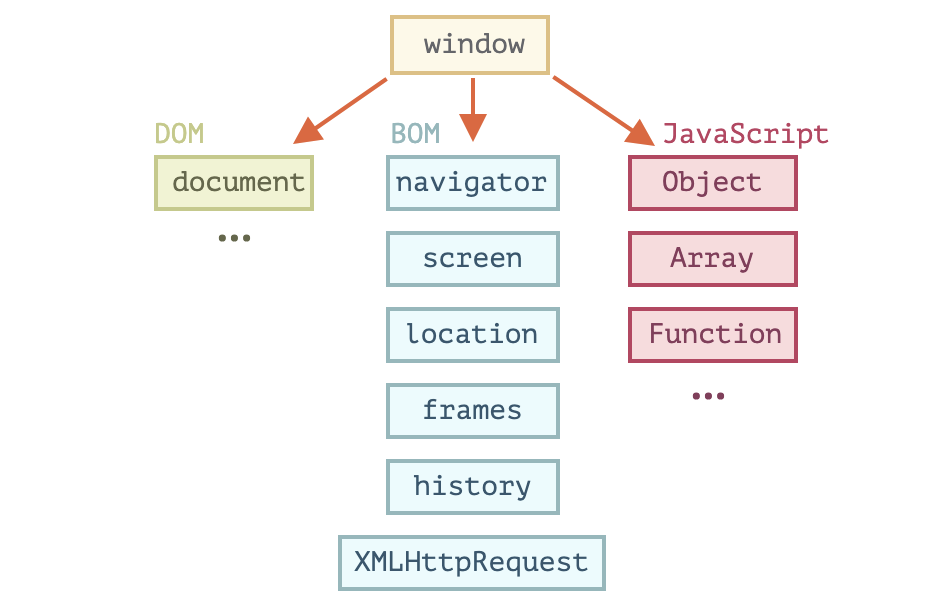 window
DOM
document
...
BOM
navigator
screen
location
frames
history
XMLHttpRequest
JavaScript
Object
Array
Function
...